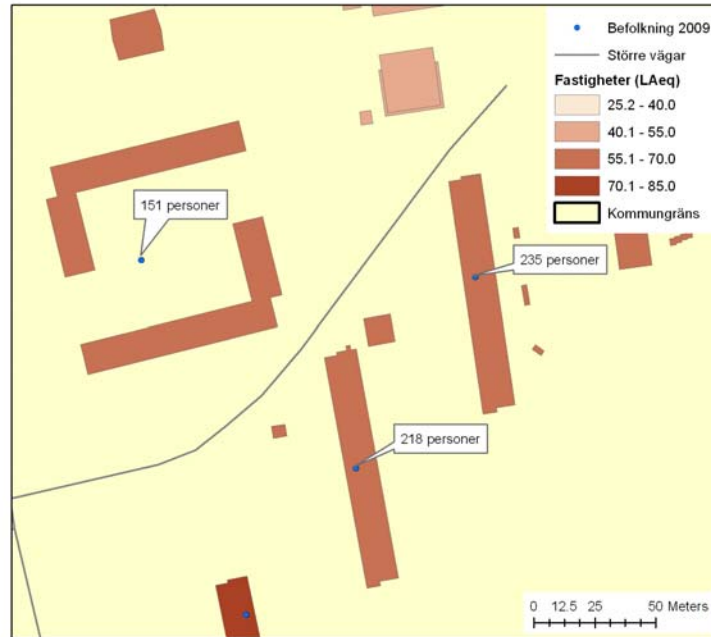 Befolkning 2009
Större vägar
Fastigheter (LAeq)
25.2 - 40.0
40.1 - 55.0
55.1 - 70.0
70.1 - 85.0
Kommungräns
151 personer
235 personer
218 personer
0 12.5 25 50 Meters